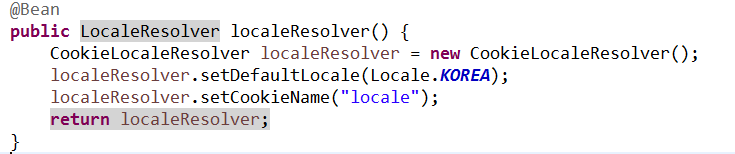 @Bean
public LocaleResolver localeResolver() {
    CookieLocaleResolver localeResolver = new CookieLocaleResolver();
    localeResolver.setDefaultLocale(Locale.KOREA);
    localeResolver.setCookieName("locale");
    return localeResolver;
}